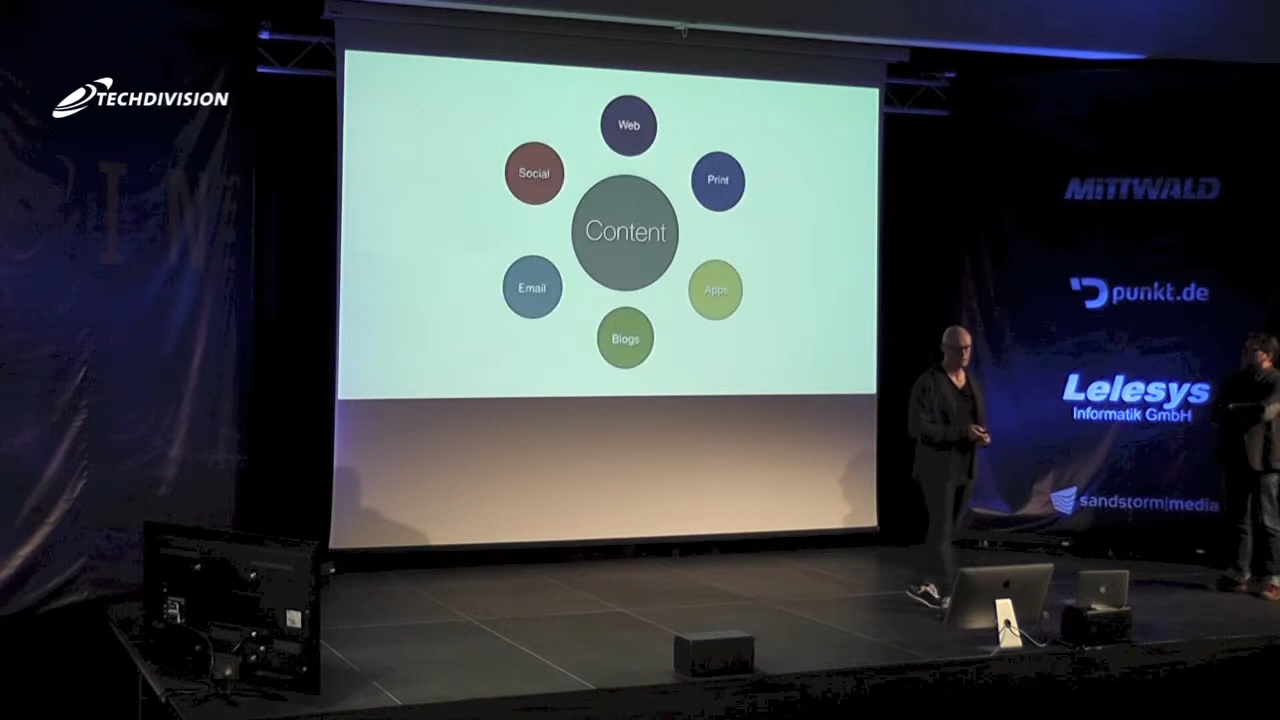 TECHDIVISION
Web
Social
Print
Content
Email
Apps
Blogs
MITTWALD
punkt.de
Lelesys
Informatik GmbH
sandstorm|media